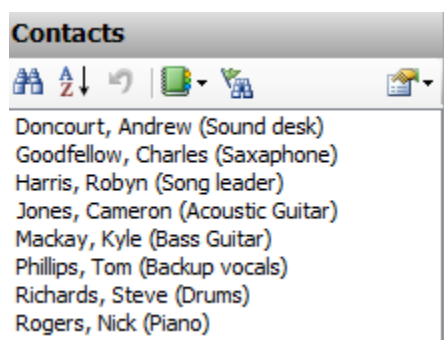 Contacts
Doncourt, Andrew (Sound desk)
Goodfellow, Charles (Saxaphone)
Harris, Robyn (Song leader)
Jones, Cameron (Acoustic Guitar)
Mackay, Kyle (Bass Guitar)
Phillips, Tom (Backup vocals)
Richards, Steve (Drums)
Rogers, Nick (Piano)